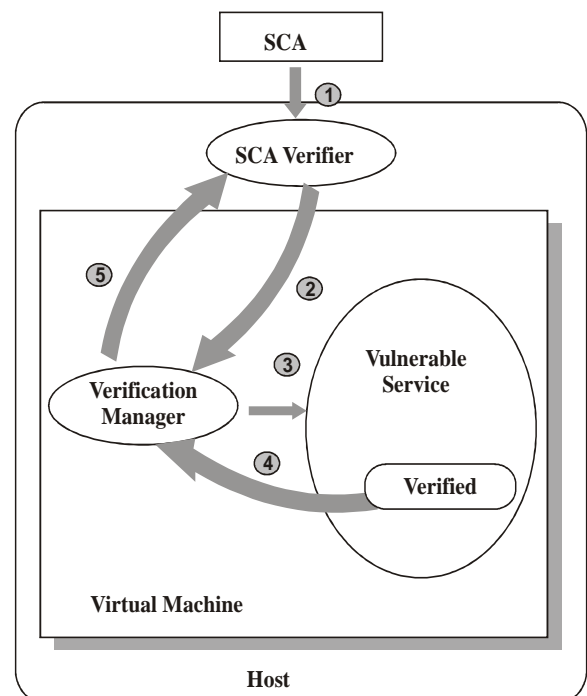 SCA
1
SCA Verifier
5
2
3
Vulnerable
Service
Verification
Manager
4
Verified
Virtual Machine
Host